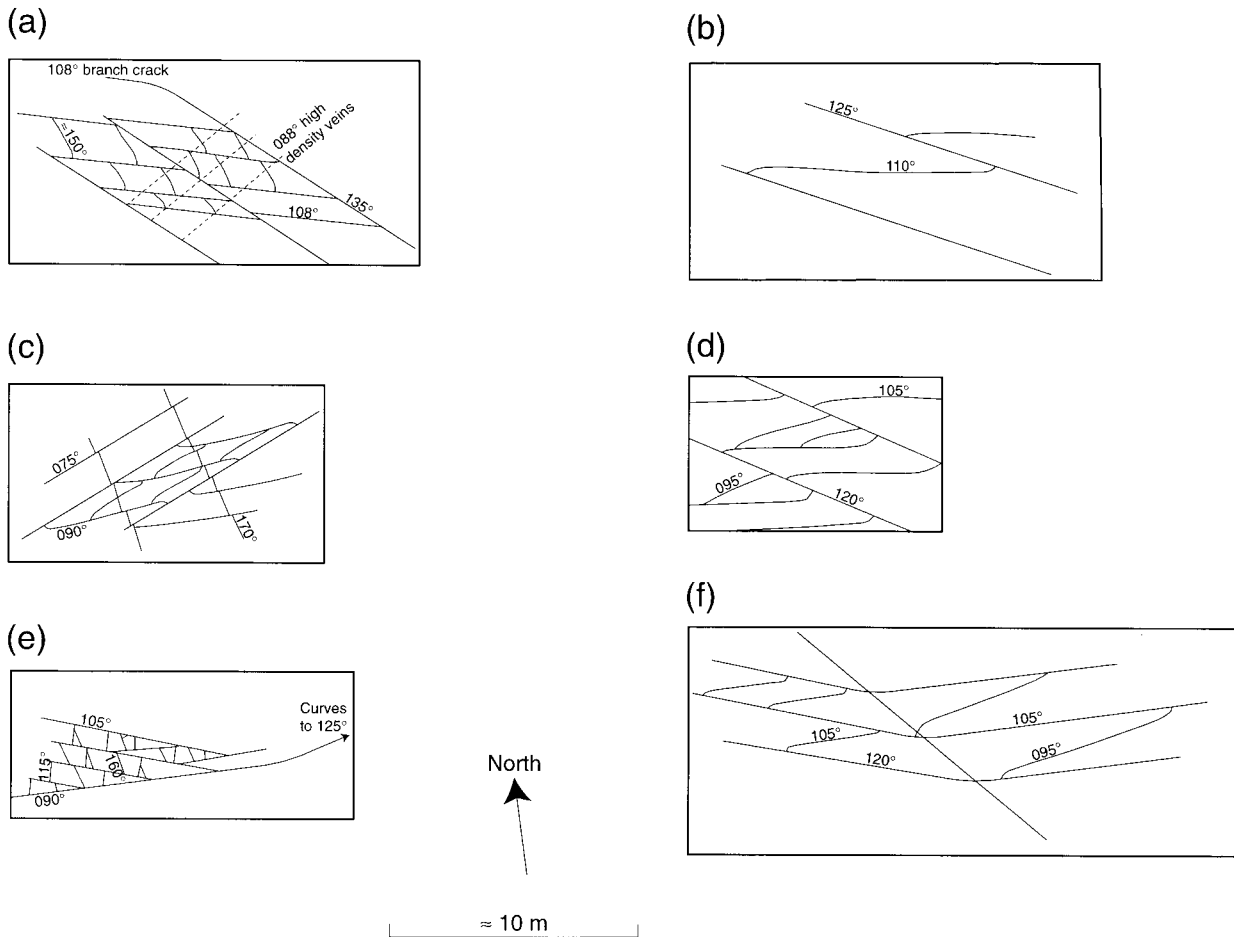 (a)
108° branch crack
≈150°
088° high
density veins
135°
108°
(b)
125°
110°
(c)
075°
090°
170°
(d)
105°
095°
120°
(e)
105°
Curves
to 125°
115°
160°
090°
(f)
105°
105°
095°
120°
North
≈ 10 m